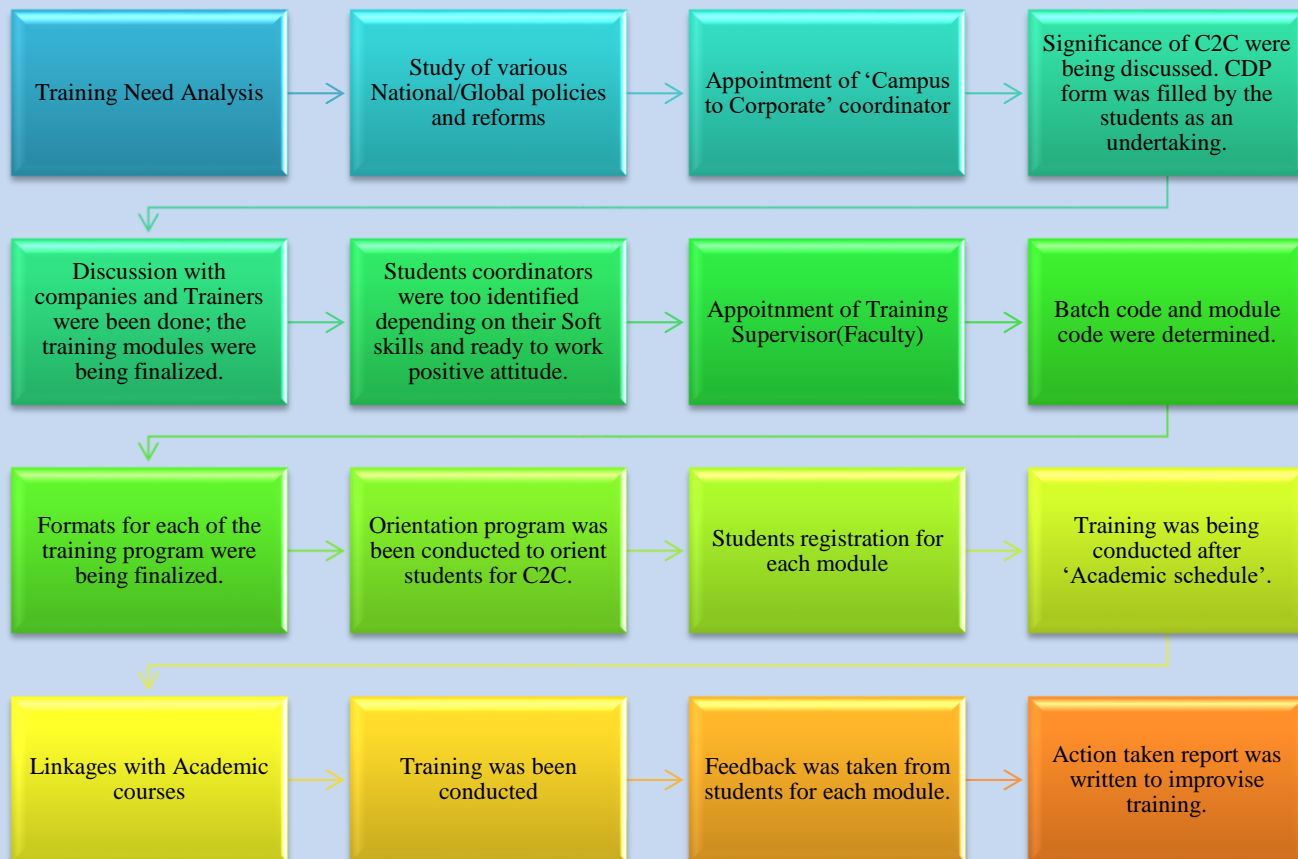 Training Need Analysis
Study of various
National/Global policies
and reforms
Appointment of ‘Campus
to Corporate’ coordinator
Significance of C2C were
being discussed. CDP
form was filled by the
students as an
undertaking.
Discussion with
companies and Trainers
were been done; the
training modules were
being finalized.
Students coordinators
were too identified
depending on their Soft
skills and ready to work
positive attitude.
Appoitnment of Training
Supervisor(Faculty)
Batch code and module
code were determined.
Formats for each of the
training program were
being finalized.
Orientation program was
been conducted to orient
students for C2C.
Students registration for
each module
Training was being
conducted after
‘Academic schedule’.
Linkages with Academic
courses
Training was been
conducted
Feedback was taken from
students for each module.
Action taken report was
written to improvise
training.